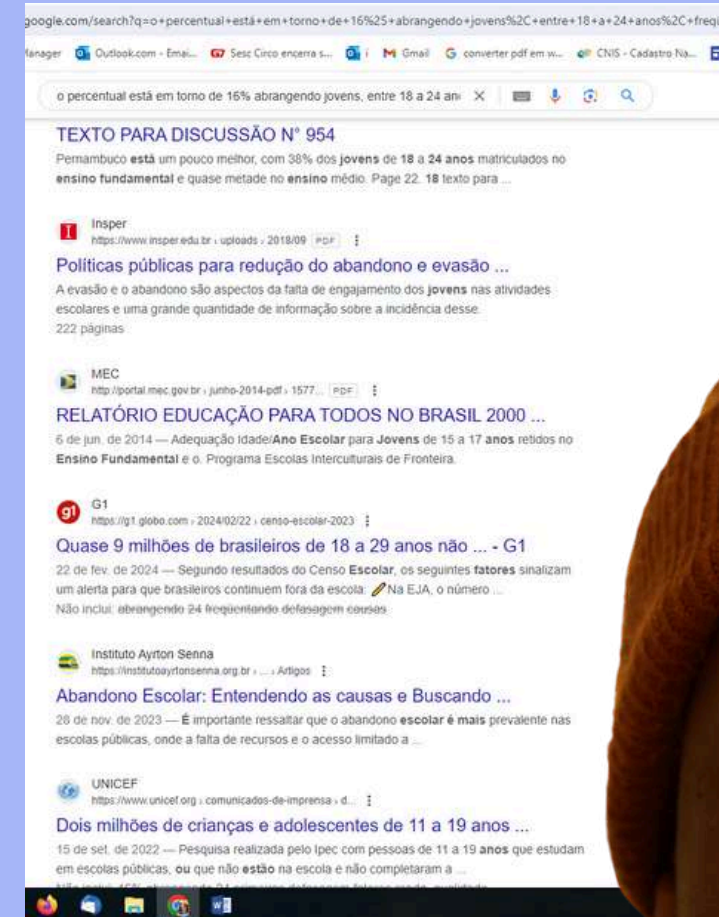 google.com/search?q=o+percentual+está+em+torno+de+16%25+abrangendo+jovens%2C+entre+18+a+24+anos%2C+freq
Manager Outlook.com - Emai... Sesc Circo encerra s... i Gmail converter pdf em w... CNIS - Cadastro Na...
o percentual está em torno de 16% abrangendo jovens, entre 18 a 24 an
TEXTO PARA DISCUSSÃO N° 954
Pernambuco está um pouco melhor, com 38% dos jovens de 18 a 24 anos matriculados no
ensino fundamental e quase metade no ensino médio. Page 22. 18 texto para ...
Insper
https://www.insper.edu.br › uploads › 2018/09 PDF
Políticas públicas para redução do abandono e evasão ...
A evasão e o abandono são aspectos da falta de engajamento dos jovens nas atividades
escolares e uma grande quantidade de informação sobre a incidência desse.
222 páginas
MEC
http://portal.mec.gov.br › junho-2014-pdf › 1577... PDF
RELATÓRIO EDUCAÇÃO PARA TODOS NO BRASIL 2000 ...
6 de jun. de 2014 — Adequação Idade/Ano Escolar para Jovens de 15 a 17 anos retidos no
Ensino Fundamental e o. Programa Escolas Interculturais de Fronteira.
g1 G1
https://g1.globo.com › 2024/02/22 › censo-escolar-2023
Quase 9 milhões de brasileiros de 18 a 29 anos não ... - G1
22 de fev. de 2024 — Segundo resultados do Censo Escolar, os seguintes fatores sinalizam
um alerta para que brasileiros continuem fora da escola: Na EJA, o número ...
Não inclui: abrangendo 24 freqüentando defasagem causas
Instituto Ayrton Senna
https://institutoayrtonsenna.org.br › ... › Artigos
Abandono Escolar: Entendendo as causas e Buscando ...
28 de nov. de 2023 — É importante ressaltar que o abandono escolar é mais prevalente nas
escolas públicas, onde a falta de recursos e o acesso limitado a ...
UNICEF
https://www.unicef.org › comunicados-de-imprensa › d...
Dois milhões de crianças e adolescentes de 11 a 19 anos ...
15 de set. de 2022 — Pesquisa realizada pelo Ipec com pessoas de 11 a 19 anos que estudam
em escolas públicas, ou que não estão na escola e não completaram a ...